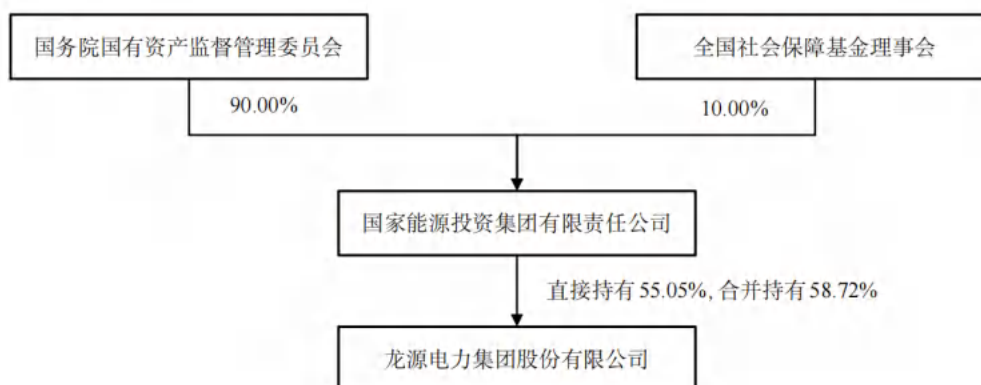 国务院国有资产监督管理委员会
全国社会保障基金理事会
90.00%
10.00%
国家能源投资集团有限责任公司
直接持有 55.05%, 合并持有 58.72%
龙源电力集团股份有限公司